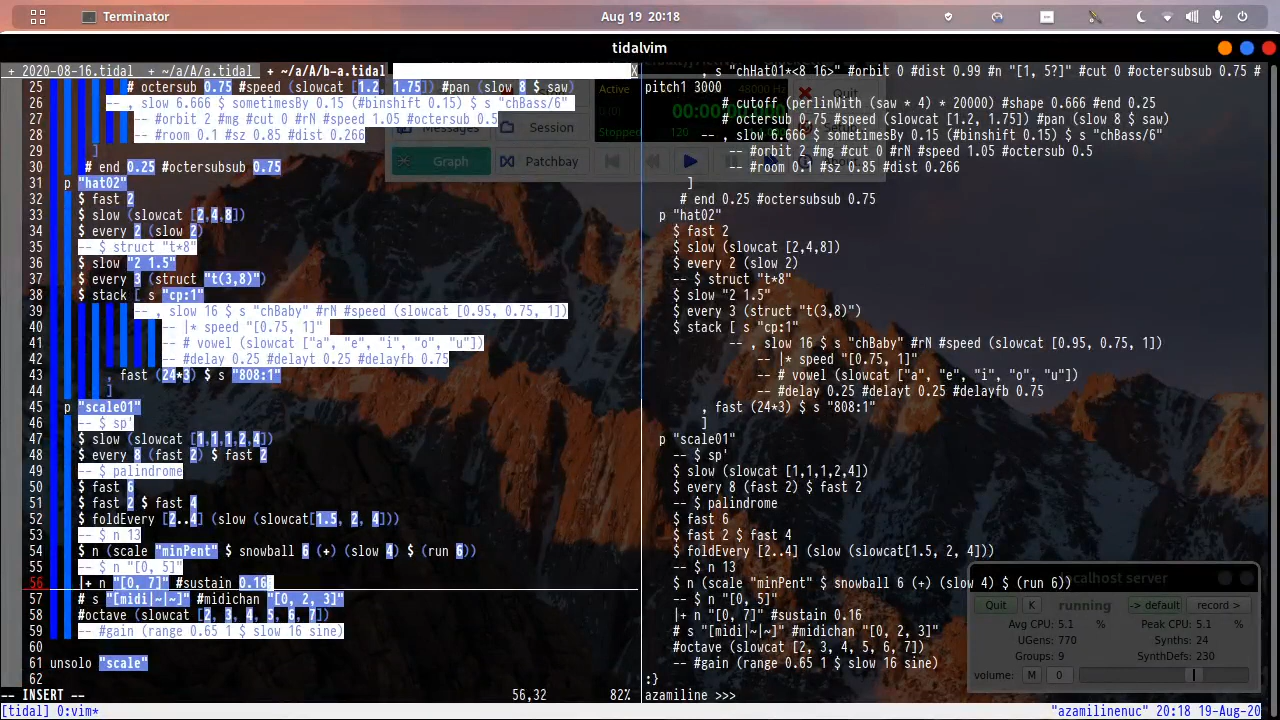 Terminator
Aug 19 20:18
tidalvim
+ 2020-08-16.tidal + ~/a/A/a.tidal + ~/a/A/b-a.tidal X
25 # octersub 0.75 #speed (slowcat [1.2, 1.75]) #pan (slow 8 $ saw)
26 -- , slow 6.666 $ sometimesBy 0.15 (#binshift 0.15) $ s "chBass/6"
27 -- #orbit 2 #mg #cut 0 #rN #speed 1.05 #octersub 0.5
28 -- #room 0.1 #sz 0.85 #dist 0.266
29 ]
30 # end 0.25 #octersubsub 0.75
31 p "hat02"
32 $ fast 2
33 $ slow (slowcat [2,4,8])
34 $ every 2 (slow 2)
35 -- $ struct "t*8"
36 $ slow "2 1.5"
37 $ every 3 (struct "t(3,8)")
38 $ stack [ s "cp:1"
39 -- , slow 16 $ s "chBaby" #rN #speed (slowcat [0.95, 0.75, 1])
40 -- |* speed "[0.75, 1]"
41 -- # vowel (slowcat ["a", "e", "i", "o", "u"])
42 -- #delay 0.25 #delayt 0.25 #delayfb 0.75
43 , fast (24*3) $ s "808:1"
44 ]
45 p "scale01"
46 -- $ sp'
47 $ slow (slowcat [1,1,1,2,4])
48 $ every 8 (fast 2) $ fast 2
49 -- $ palindrome
50 $ fast 6
51 $ fast 2 $ fast 4
52 $ foldEvery [2..4] (slow (slowcat[1.5, 2, 4]))
53 -- $ n 13
54 $ n (scale "minPent" $ snowball 6 (+) (slow 4) $ (run 6))
55 -- $ n "[0, 5]"
56 |+ n "[0, 7]" #sustain 0.16
57 # s "[midi|~|~]" #midichan "[0, 2, 3]"
58 #octave (slowcat [2, 3, 4, 5, 6, 7])
59 -- #gain (range 0.65 1 $ slow 16 sine)
60
61 unsolo "scale"
62
-- INSERT -- 56,32 82%
, s "chHat01*<8 16>" #orbit 0 #dist 0.99 #n "[1, 5?]" #cut 0 #octersub 0 #
pitch1 3000
# cutoff (perlinWith (saw * 4) * 20000) #shape 0.666 #end 0.25
# octersub 0.75 #speed (slowcat [1.2, 1.75]) #pan (slow 8 $ saw)
-- , slow 6.666 $ sometimesBy 0.15 (#binshift 0.15) $ s "chBass/6"
-- #orbit 2 #mg #cut 0 #rN #speed 1.05 #octersub 0.5
-- #room 0.1 #sz 0.85 #dist 0.266
]
# end 0.25 #octersubsub 0.75
p "hat02"
$ fast 2
$ slow (slowcat [2,4,8])
$ every 2 (slow 2)
-- $ struct "t*8"
$ slow "2 1.5"
$ every 3 (struct "t(3,8)")
$ stack [ s "cp:1"
-- , slow 16 $ s "chBaby" #rN #speed (slowcat [0.95, 0.75, 1])
-- |* speed "[0.75, 1]"
-- # vowel (slowcat ["a", "e", "i", "o", "u"])
-- #delay 0.25 #delayt 0.25 #delayfb 0.75
, fast (24*3) $ s "808:1"
]
p "scale01"
-- $ sp'
$ slow (slowcat [1,1,1,2,4])
$ every 8 (fast 2) $ fast 2
-- $ palindrome
$ fast 6
$ fast 2 $ fast 4
$ foldEvery [2..4] (slow (slowcat[1.5, 2, 4]))
-- $ n 13
$ n (scale "minPent" $ snowball 6 (+) (slow 4) $ (run 6))
-- $ n "[0, 5]"
|+ n "[0, 7]" #sustain 0.16
# s "[midi|~|~]" #midichan "[0, 2, 3]"
#octave (slowcat [2, 3, 4, 5, 6, 7])
-- #gain (range 0.65 1 $ slow 16 sine)
:}
azamiline >>>
Active
Stopped 120
48000 Hz
Quit
Messages Session
Graph Patchbay
localhost server
Quit K running -> default record >
Avg CPU: 5.1 % Peak CPU: 5.1 %
UGens: 770 Synths: 24
Groups: 9 SynthDefs: 230
volume: M 0
[tidal] 0:vim* "azamilinenuc" 20:18 19-Aug-20